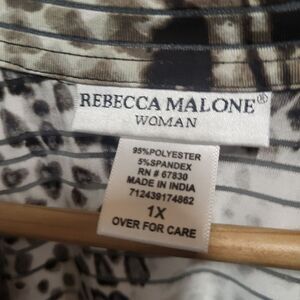 REBECCA MALONE®
WOMAN
95%POLYESTER
5%SPANDEX
RN # 67830
MADE IN INDIA
712439174862
1X
OVER FOR CARE